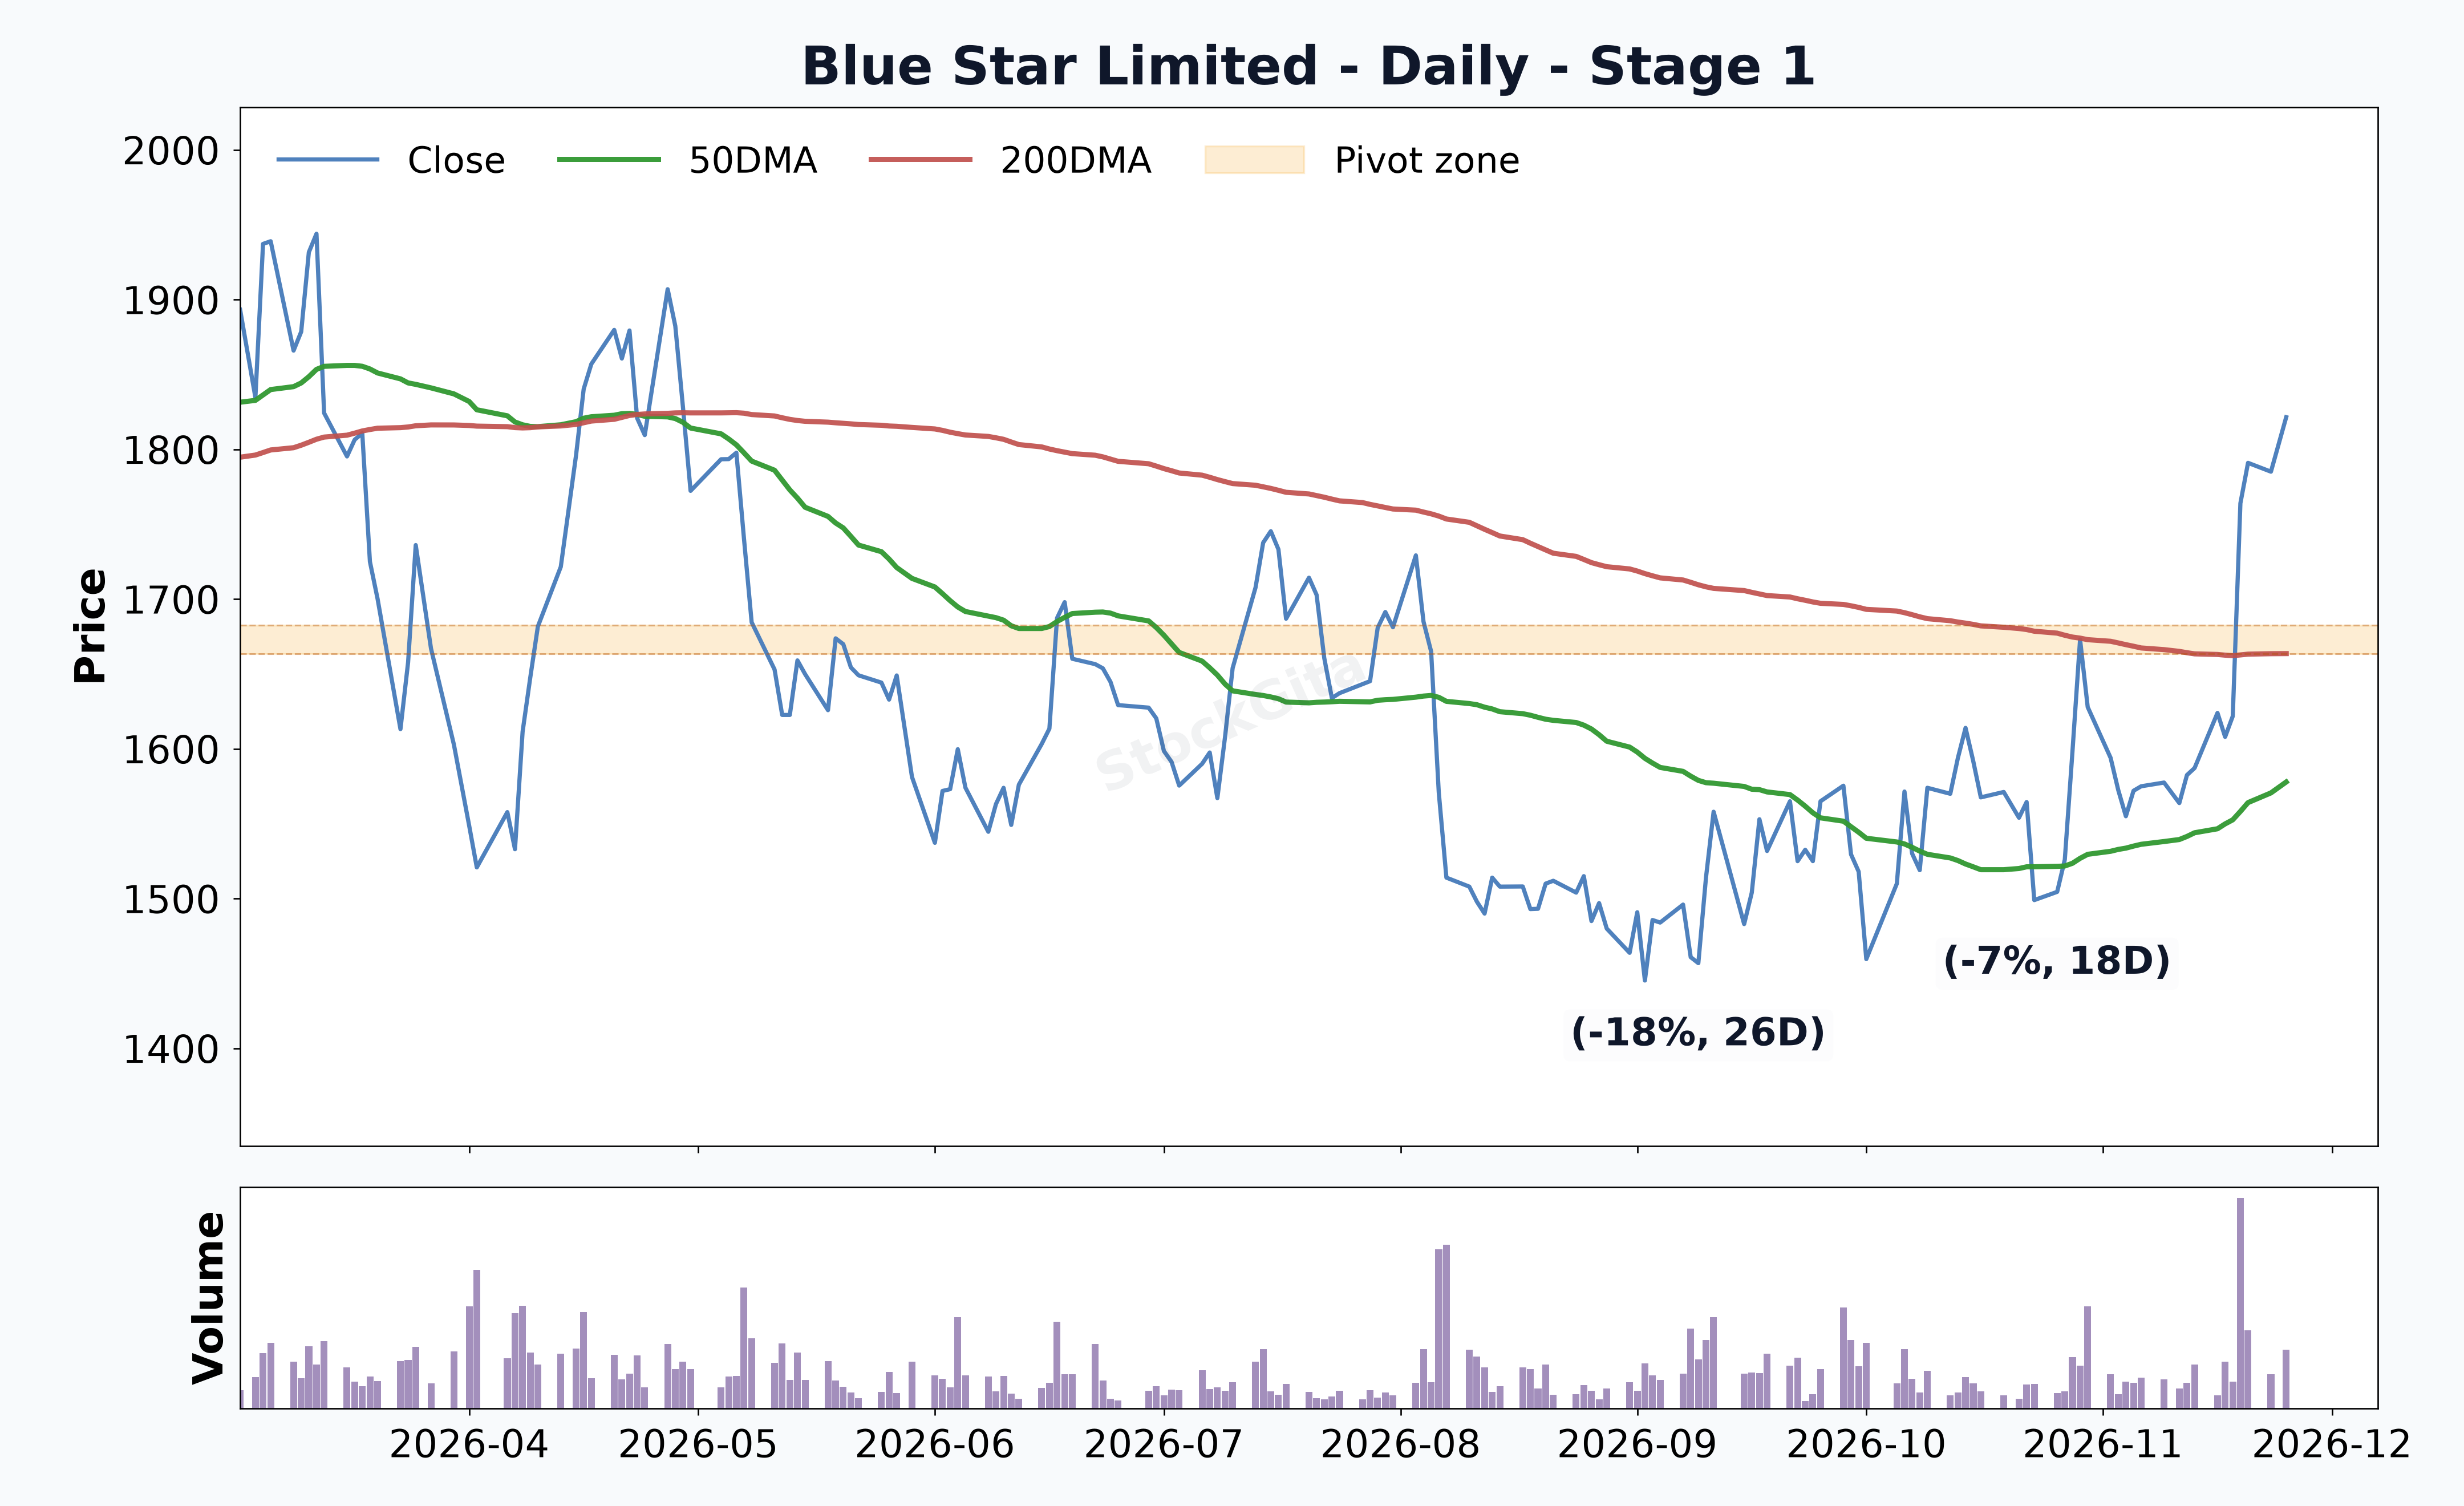 Blue Star Limited - Daily - Stage 1
Close 50DMA 200DMA Pivot zone
2000
1900
1800
1700
1600
1500
1400
Price
StockGita
(-7%, 18D)
(-18%, 26D)
Volume
2026-04 2026-05 2026-06 2026-07 2026-08 2026-09 2026-10 2026-11 2026-12